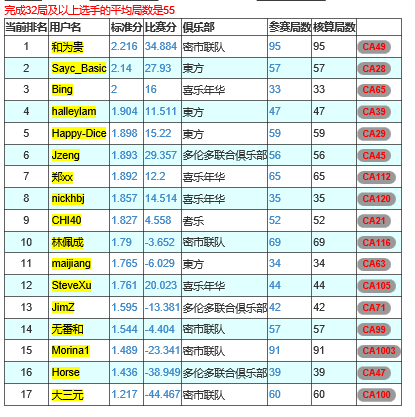 完成32局及以上选手的平均局数是55
当前排名 用户名 标准分 比赛分 俱乐部 参赛局数 核算局数
1 和为贵 2.216 34.884 密市联队 95 95 CA49
2 Sayc_Basic 2.14 27.93 東方 57 57 CA28
3 Bing 2 16 喜乐年华 33 33 CA65
4 halleylam 1.904 11.511 東方 47 47 CA39
5 Happy-Dice 1.898 15.22 東方 59 59 CA29
6 Jzeng 1.893 29.357 多伦多联合俱乐部 56 56 CA45
7 郑xx 1.892 12.2 喜乐年华 65 65 CA112
8 nickhbj 1.857 14.514 喜乐年华 35 35 CA120
9 CHI40 1.827 4.558 耆乐 52 52 CA21
10 林佩成 1.79 -3.652 密市联队 69 69 CA116
11 maijiang 1.765 -6.029 東方 34 34 CA63
12 SteveXu 1.761 20.023 喜乐年华 44 44 CA105
13 JimZ 1.595 -13.381 多伦多联合俱乐部 42 42 CA71
14 无番和 1.544 -4.404 密市联队 57 57 CA99
15 Morina1 1.489 -23.341 密市联队 91 91 CA1003
16 Horse 1.436 -38.949 多伦多联合俱乐部 39 39 CA47
17 大三元 1.217 -44.467 密市联队 60 60 CA100